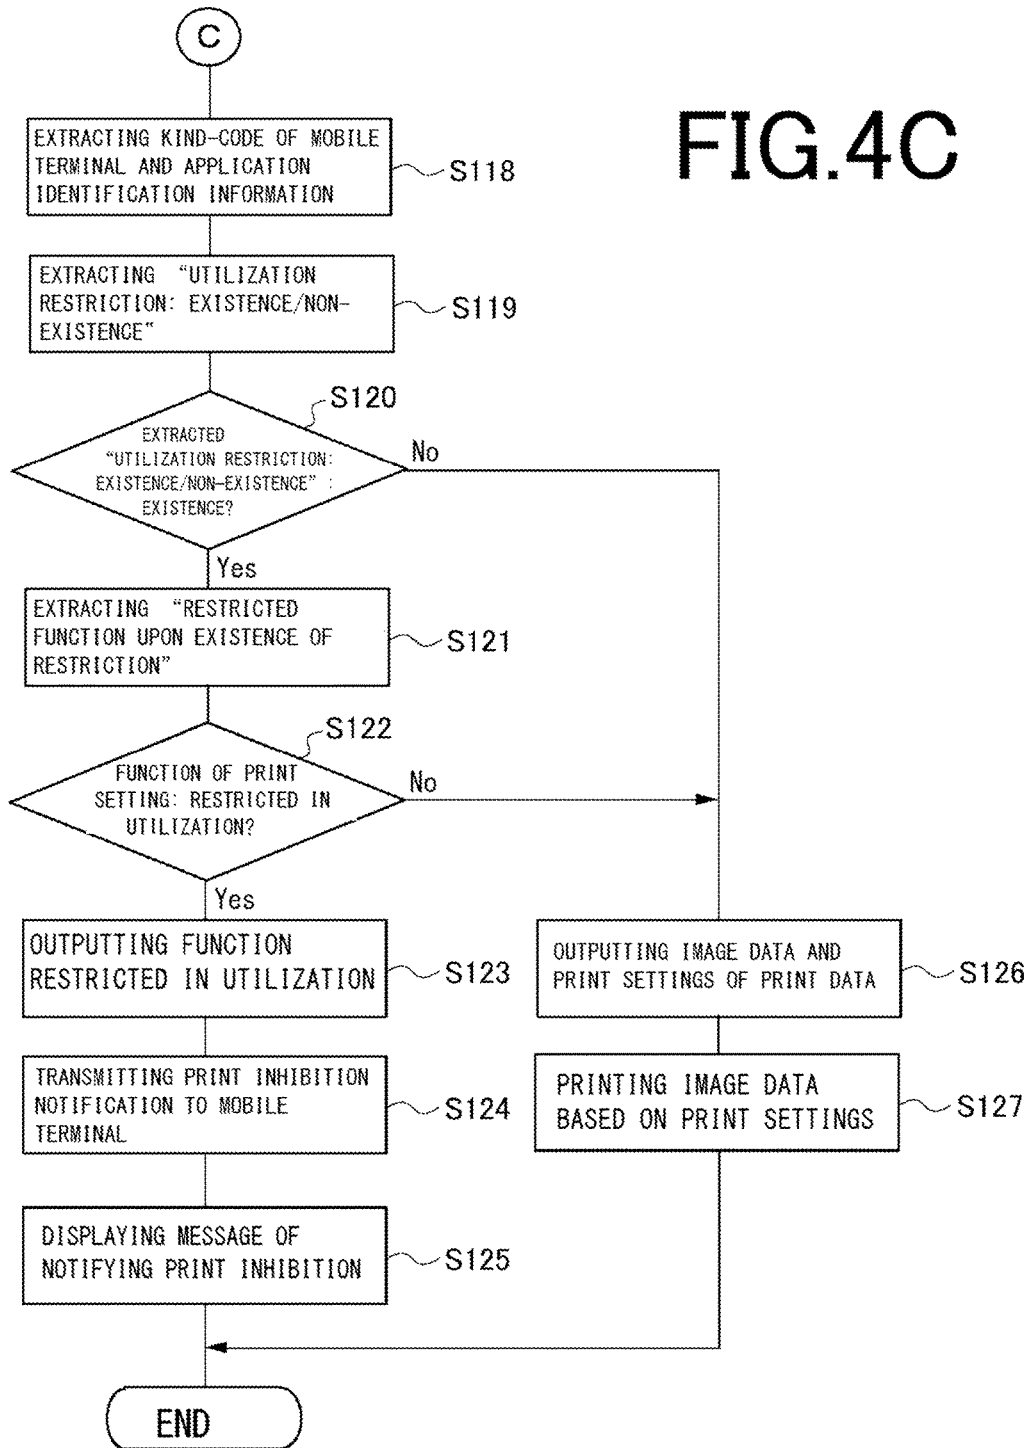 C
FIG.4C
EXTRACTING KIND-CODE OF MOBILE
TERMINAL AND APPLICATION
IDENTIFICATION INFORMATION
S118
EXTRACTING “UTILIZATION
RESTRICTION: EXISTENCE/NON-
EXISTENCE“
S119
S120
EXTRACTED
“UTILIZATION RESTRICTION:
EXISTENCE/NON-EXISTENCE” :
EXISTENCE?
No
Yes
EXTRACTING “RESTRICTED
FUNCTION UPON EXISTENCE OF
RESTRICTION”
S121
S122
FUNCTION OF PRINT
SETTING: RESTRICTED IN
UTILIZATION?
No
Yes
OUTPUTTING FUNCTION
RESTRICTED IN UTILIZATION
S123
OUTPUTTING IMAGE DATA AND
PRINT SETTINGS OF PRINT DATA
S126
TRANSMITTING PRINT INHIBITION
NOTIFICATION TO MOBILE
TERMINAL
S124
PRINTING IMAGE DATA
BASED ON PRINT SETTINGS
S127
DISPLAYING MESSAGE OF
NOTIFYING PRINT INHIBITION
S125
END